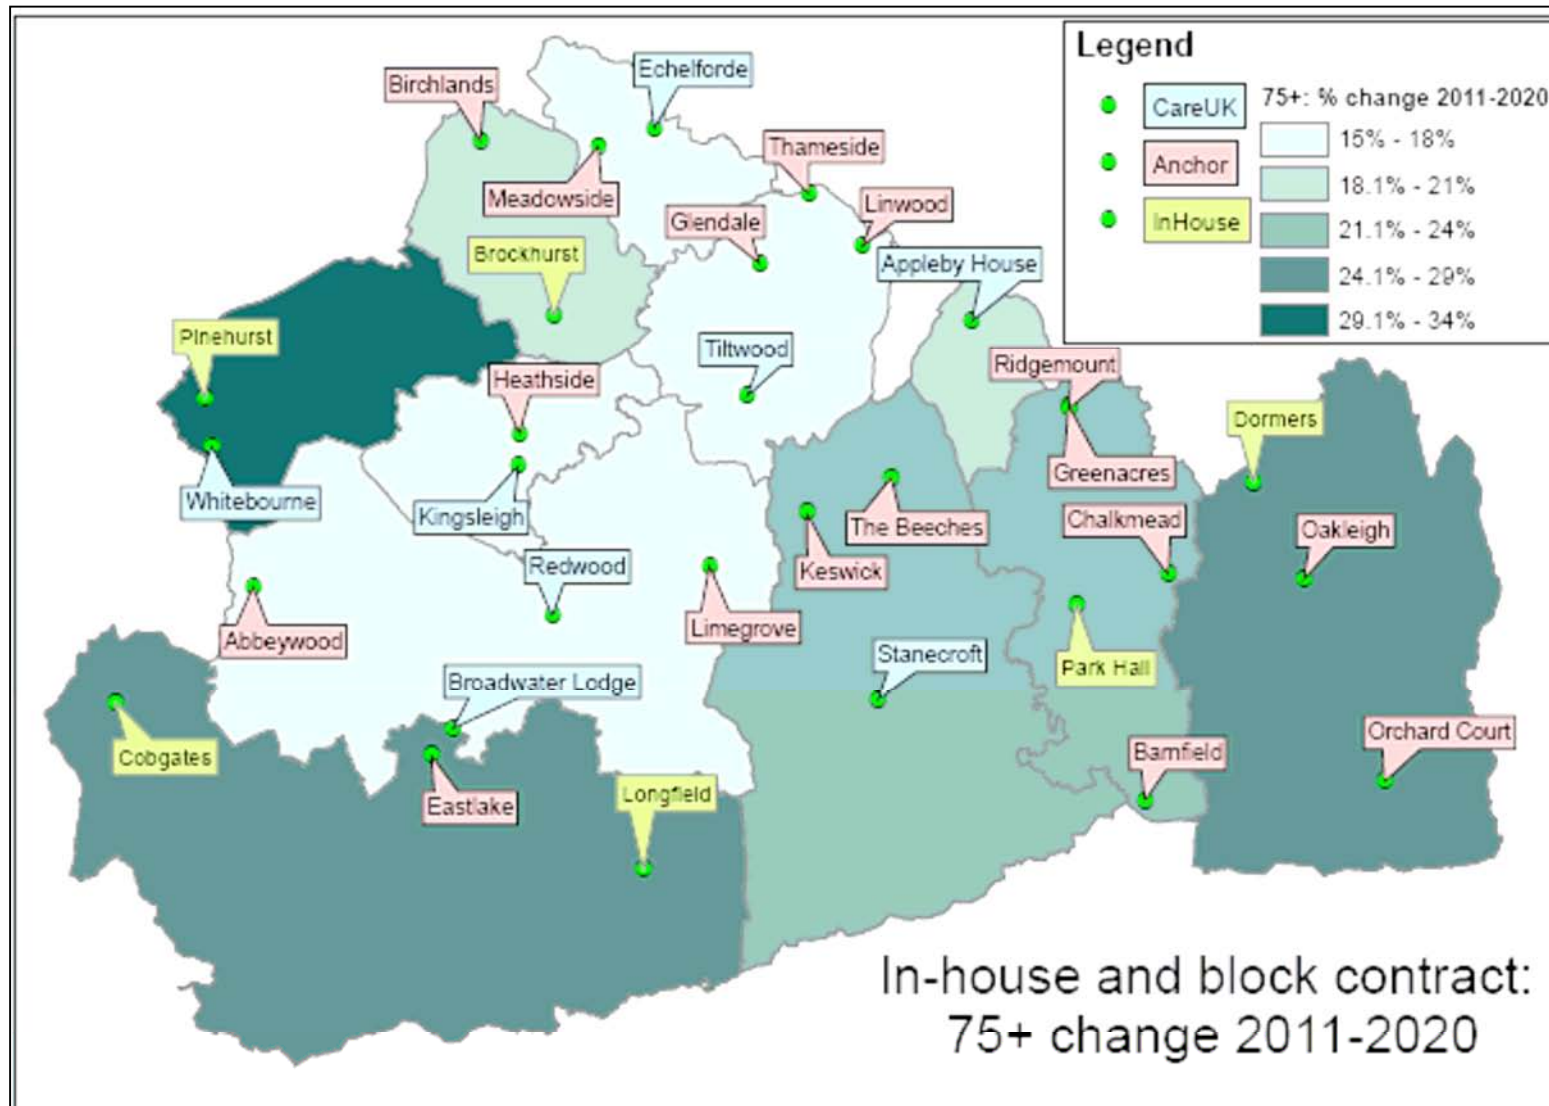 Legend
CareUK
Anchor
InHouse
75+: % change 2011-2020
15% - 18%
18.1% - 21%
21.1% - 24%
24.1% - 29%
29.1% - 34%
Echelforde
Birchlands
Thameside
Meadowside
Linwood
Glendale
Brockhurst
Appleby House
Pinehurst
Tiltwood
Ridgemount
Heathside
Dormers
Greenacres
Whitebourne
Kingsleigh
The Beeches
Chalkmead
Oakleigh
Redwood
Keswick
Limegrove
Abbeywood
Stanecroft
Park Hall
Broadwater Lodge
Orchard Court
Cobgates
Barnfield
Longfield
Eastlake
In-house and block contract:
75+ change 2011-2020